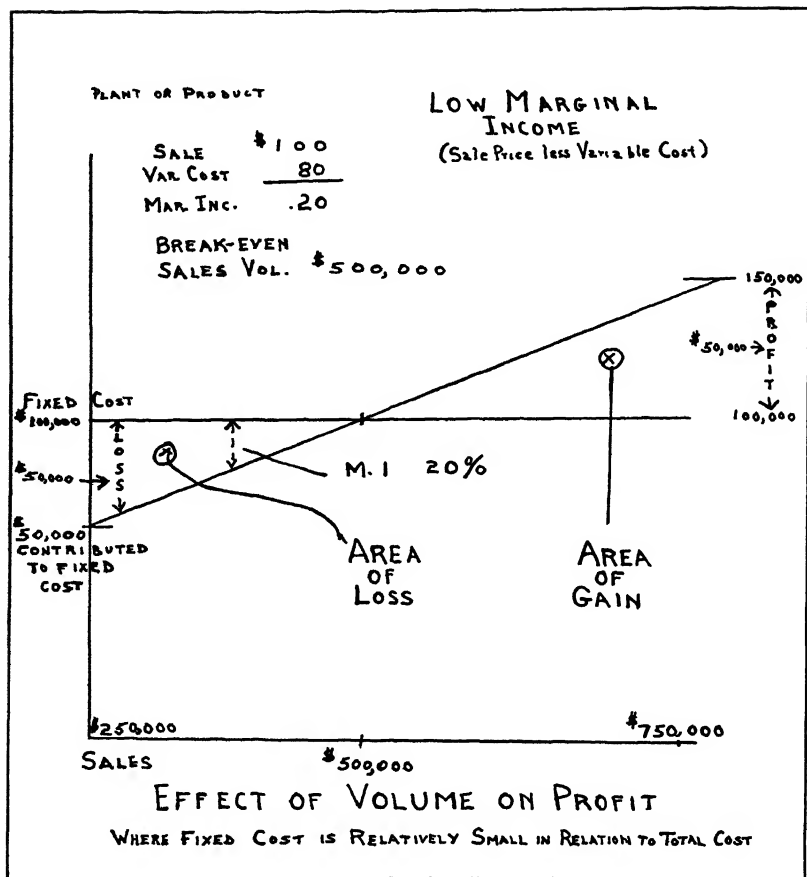 PLANT OR PRODUCT
LOW MARGINAL
INCOME
(Sale Price less Variable Cost)
SALE $100
VAR COST 80
MAR INC. .20
BREAK-EVEN
SALES VOL. $500,000
150,000
PROFIT
$50,000
FIXED COST
$100,000
100,000
LOSS
$50,000
M.I 20%
$50,000
CONTRIBUTED
TO FIXED
COST
AREA
OF
LOSS
AREA
OF
GAIN
$250,000
$500,000
$750,000
SALES
EFFECT OF VOLUME ON PROFIT
WHERE FIXED COST IS RELATIVELY SMALL IN RELATION TO TOTAL COST